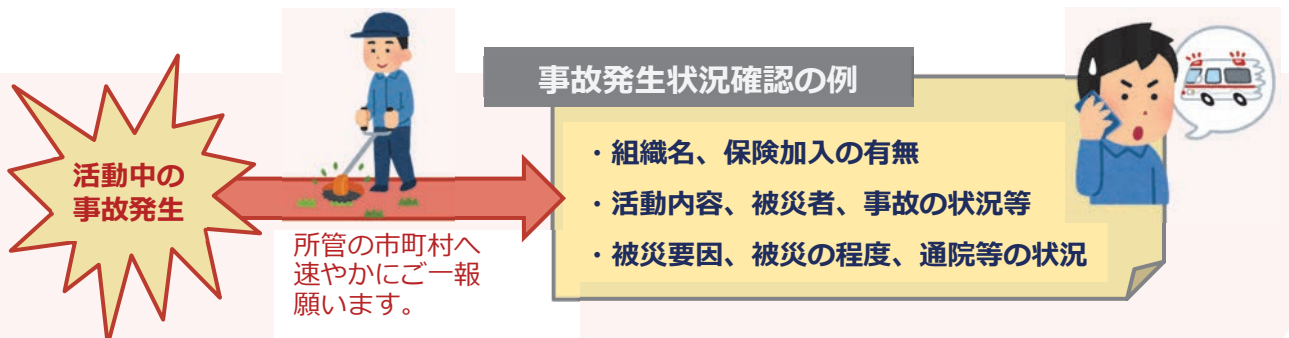 活動中の
事故発生
所管の市町村へ
速やかにご一報
願います。
事故発生状況確認の例
・組織名、保険加入の有無
・活動内容、被災者、事故の状況等
・被災要因、被災の程度、通院等の状況